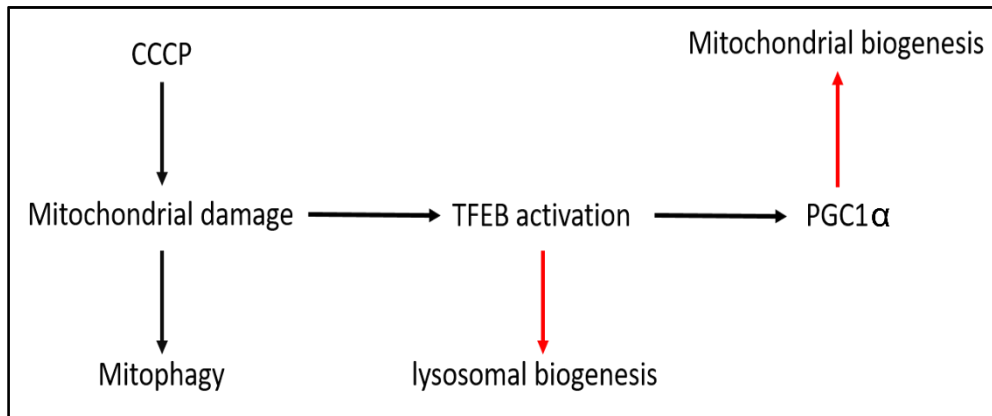 CCCP
Mitochondrial biogenesis
Mitochondrial damage
TFEB activation
PGC1α
Mitophagy
lysosomal biogenesis